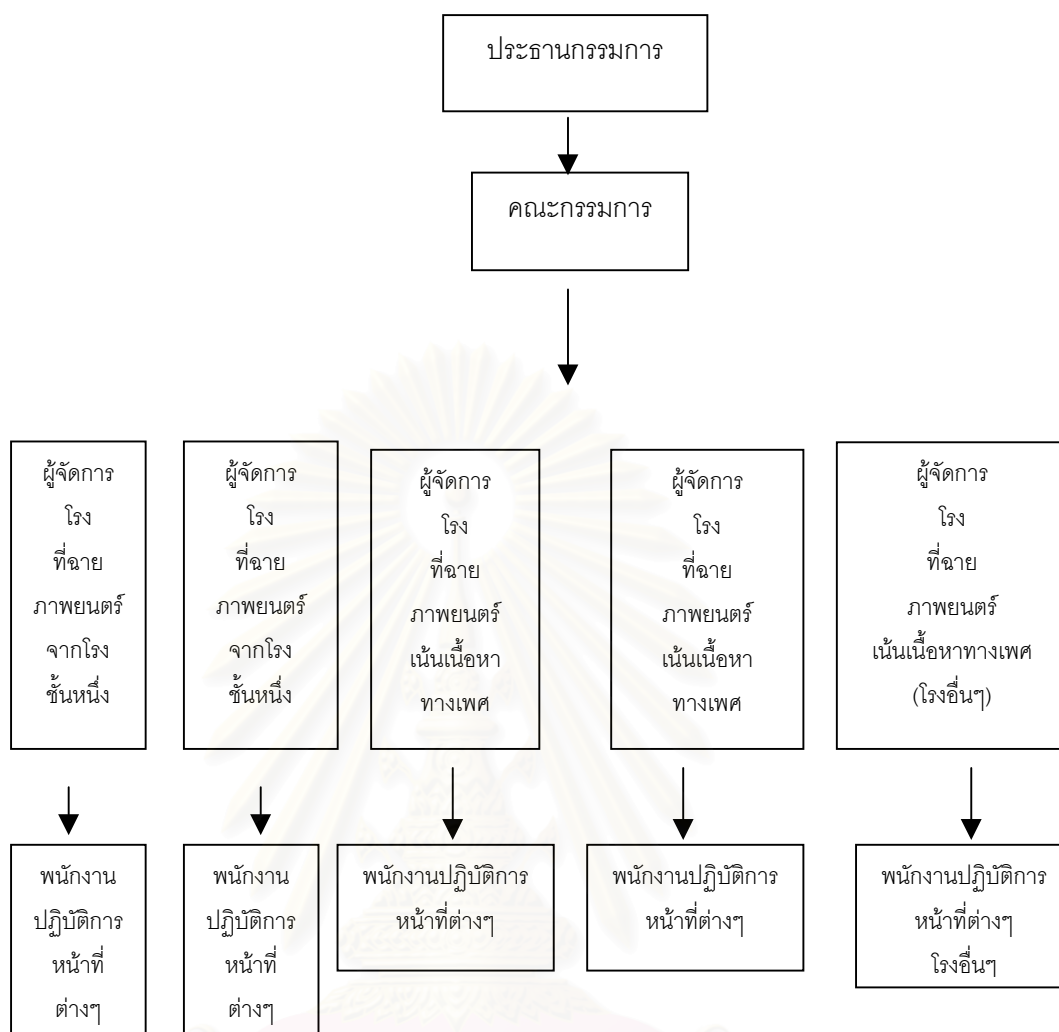 ประธานกรรมการ
คณะกรรมการ
ผู้จัดการ
โรง
ที่ฉาย
ภาพยนตร์
จากโรง
ชั้นหนึ่ง
ผู้จัดการ
โรง
ที่ฉาย
ภาพยนตร์
จากโรง
ชั้นหนึ่ง
ผู้จัดการ
โรง
ที่ฉาย
ภาพยนตร์
เน้นเนื้อหา
ทางเพศ
ผู้จัดการ
โรง
ที่ฉาย
ภาพยนตร์
เน้นเนื้อหา
ทางเพศ
ผู้จัดการ
โรง
ที่ฉาย
ภาพยนตร์
เน้นเนื้อหาทางเพศ
(โรงอื่นๆ)
พนักงาน
ปฏิบัติการ
หน้าที่
ต่างๆ
พนักงาน
ปฏิบัติการ
หน้าที่
ต่างๆ
พนักงานปฏิบัติการ
หน้าที่ต่างๆ
พนักงานปฏิบัติการ
หน้าที่ต่างๆ
พนักงานปฏิบัติการ
หน้าที่ต่างๆ
โรงอื่นๆ